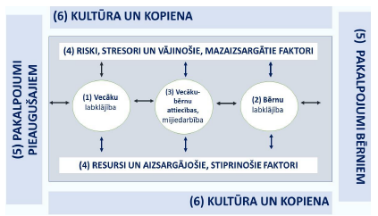 (6) KULTŪRA UN KOPIENA
(4) RISKI, STRESORI UN VĀJINOŠIE, MAZAIZSARGĀTIE FAKTORI
(5) PAKALPOJUMI
PIEAUGUŠAJIEM
(1) Vecāku
labklājība
(3) Vecāku-
bērnu
attiecības,
mijiedarbība
(2) Bērnu
labklājība
(5) PAKALPOJUMI
BĒRNIEM
(4) RESURSI UN AIZSARGĀJOŠIE, STIPRINOŠIE FAKTORI
(6) KULTŪRA UN KOPIENA